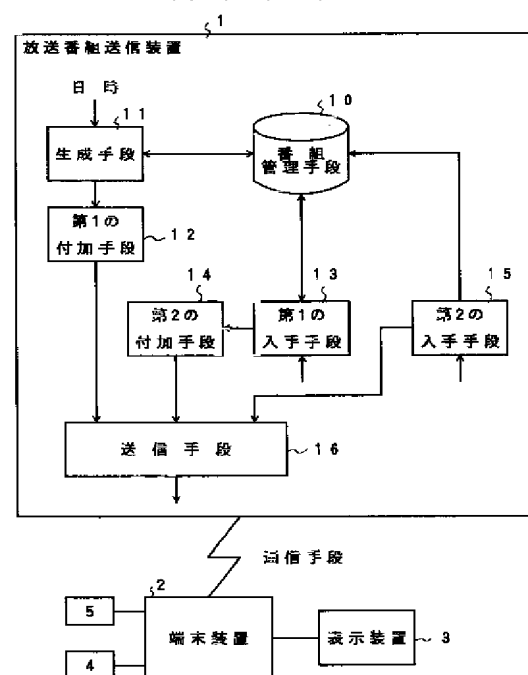 1
放送番組送信装置
日 時
11
10
生成手段
番 組
管理手段
第1の
付加手段
12
14
13
15
第2の
付加手段
第1の
入手手段
第2の
入手手段
送 信 手 段
16
通信手段
2
5
端末装置
表示装置
3
4